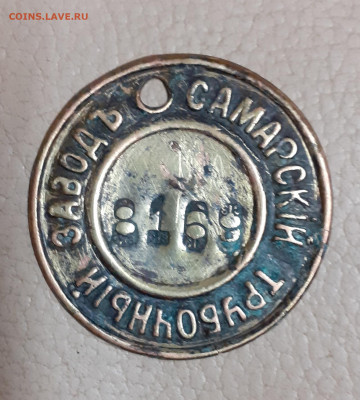 COINS.LAVE.RU
САМАРСКІЙ ТРУБОЧНЫЙ ЗАВОДЪ
8168